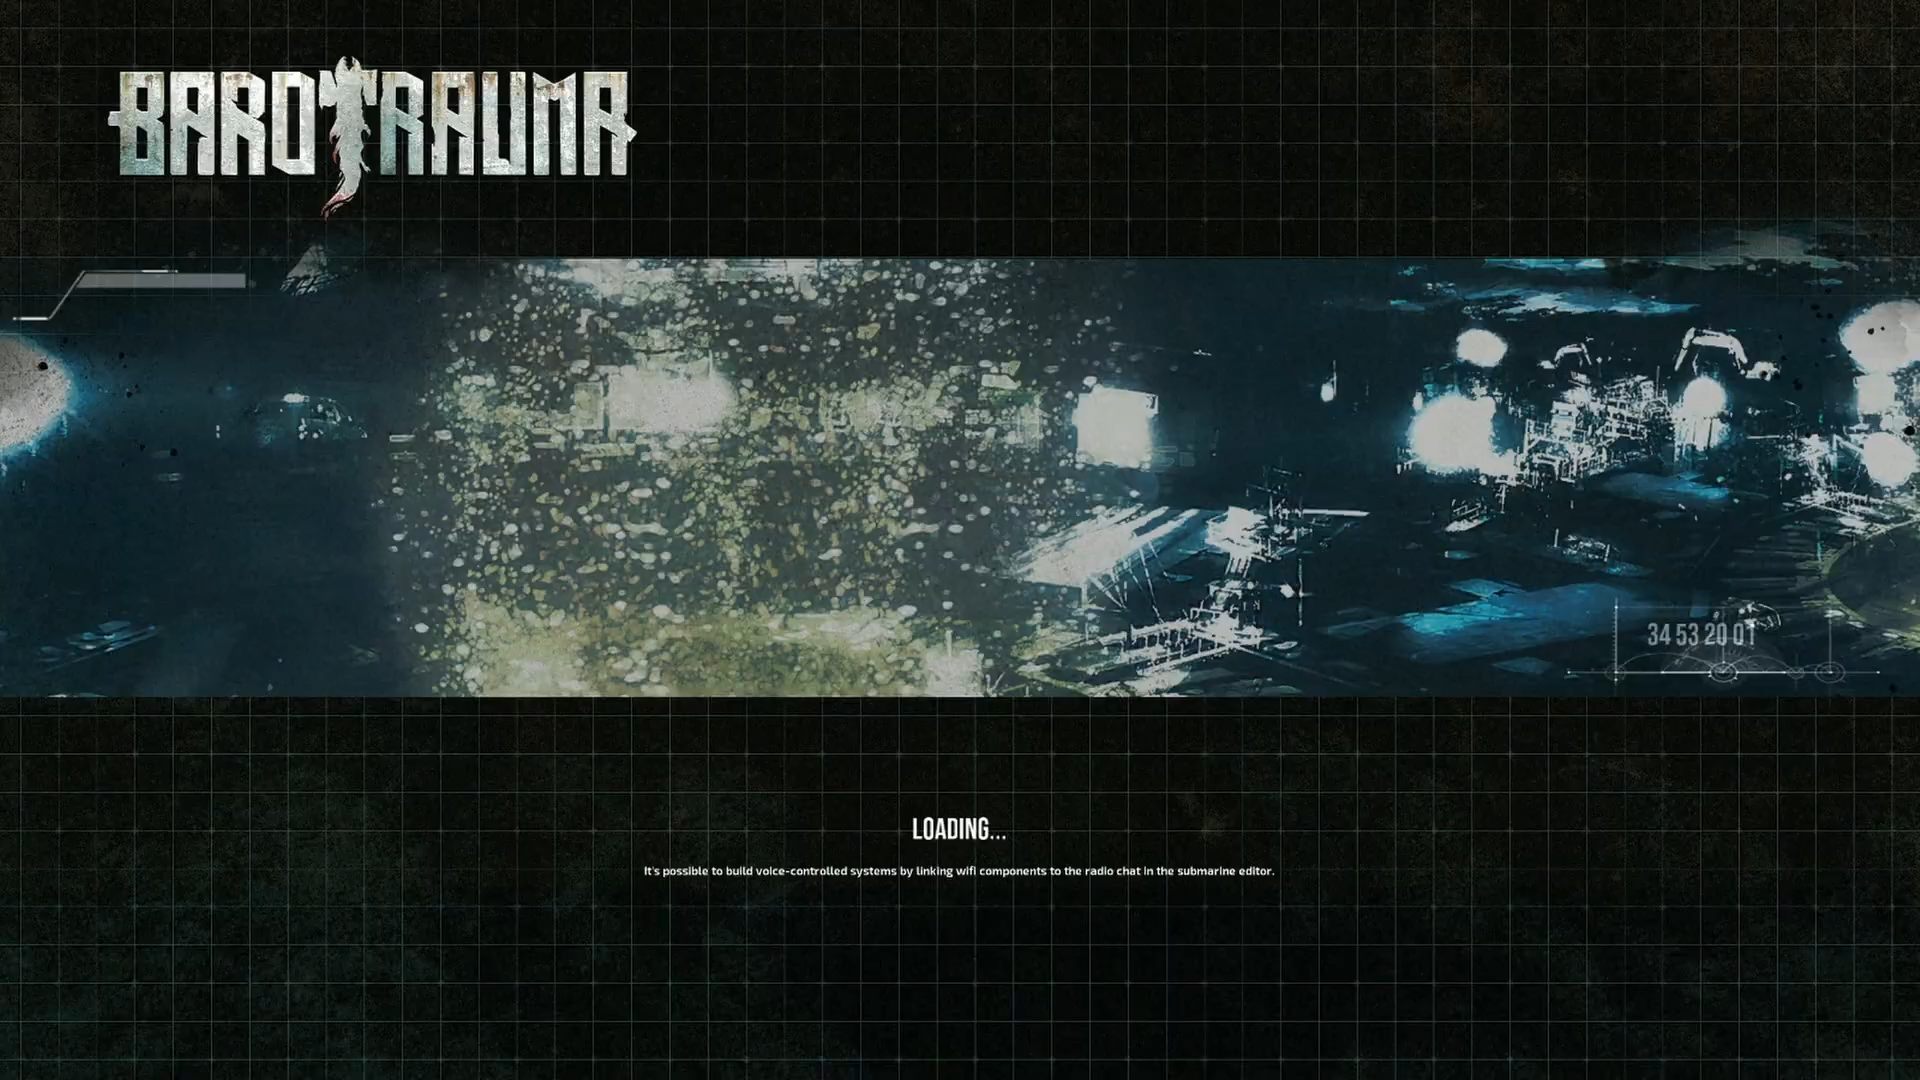 BAROTRAUMA
34 53 20 01
LOADING...
It's possible to build voice-controlled systems by linking wifi components to the radio chat in the submarine editor.